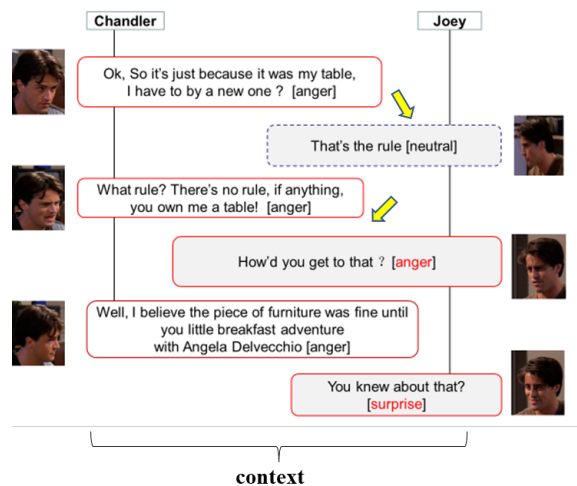 Chandler
Joey
Ok, So it's just because it was my table,
I have to by a new one ? [anger]
That's the rule [neutral]
What rule? There's no rule, if anything,
you own me a table! [anger]
How'd you get to that ? [anger]
Well, I believe the piece of furniture was fine until
you little breakfast adventure
with Angela Delvecchio [anger]
You knew about that?
[surprise]
context